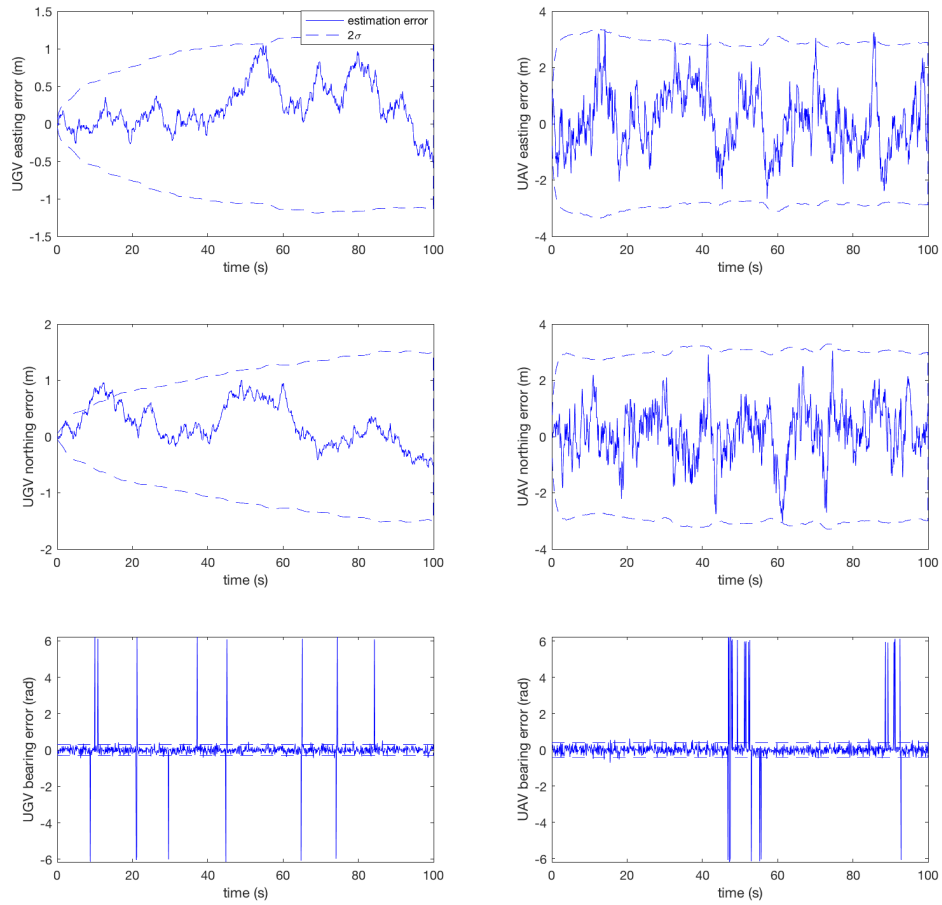 1.5
1
0.5
0
-0.5
-1
-1.5
UGV easting error (m)
estimation error
2σ
0 20 40 60 80 100
time (s)
4
2
0
-2
-4
UAV easting error (m)
0 20 40 60 80 100
time (s)
2
1
0
-1
-2
UGV northing error (m)
0 20 40 60 80 100
time (s)
4
2
0
-2
-4
UAV northing error (m)
0 20 40 60 80 100
time (s)
6
4
2
0
-2
-4
-6
UGV bearing error (rad)
0 20 40 60 80 100
time (s)
6
4
2
0
-2
-4
-6
UAV bearing error (rad)
0 20 40 60 80 100
time (s)